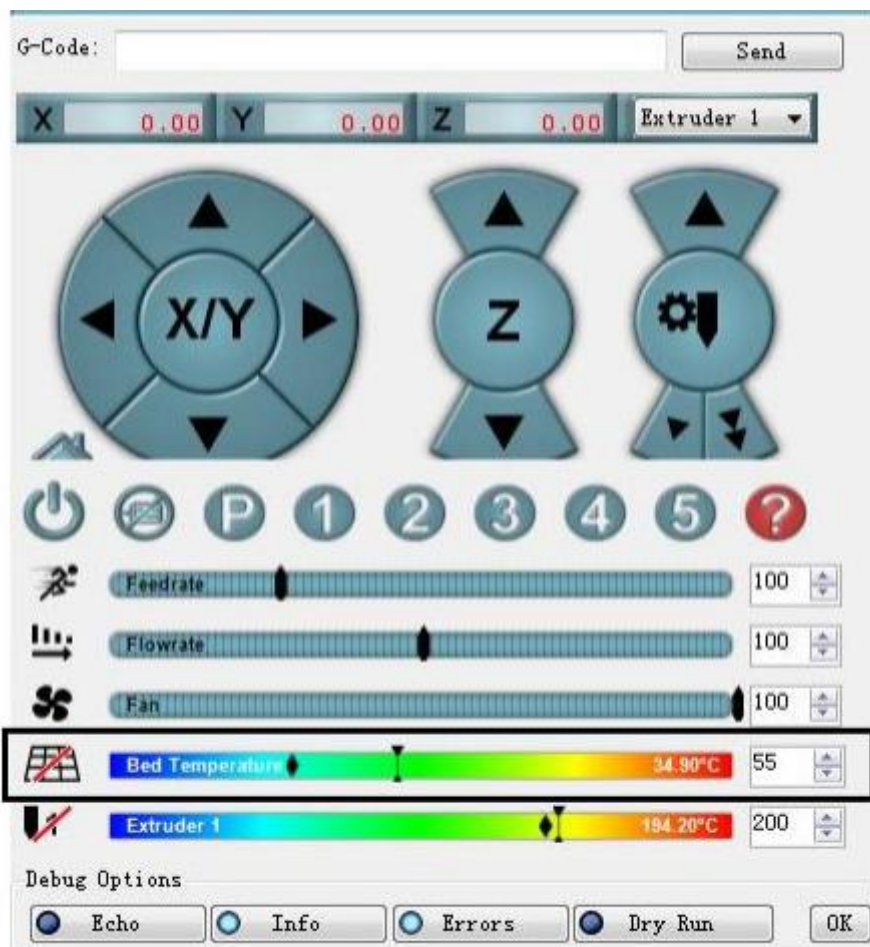 G-Code: Send
X 0.00 Y 0.00 Z 0.00 Extruder 1
X/Y Z
P 1 2 3 4 5 ?
Feedrate 100
Flowrate 100
Fan 100
Bed Temperature 34.90°C 55
1 Extruder 1 194.20°C 200
Debug Options
Echo Info Errors Dry Run OK